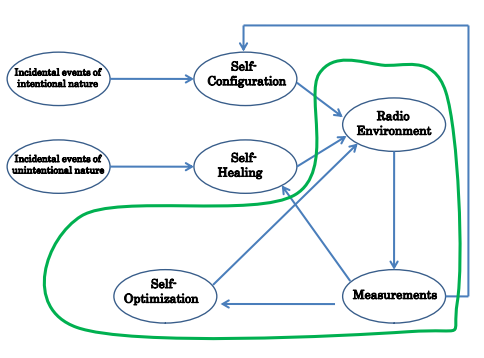 Incidental events of
intentional nature
Self-
Configuration
Radio
Environment
Incidental events of
unintentional nature
Self-
Healing
Self-
Optimization
Measurements